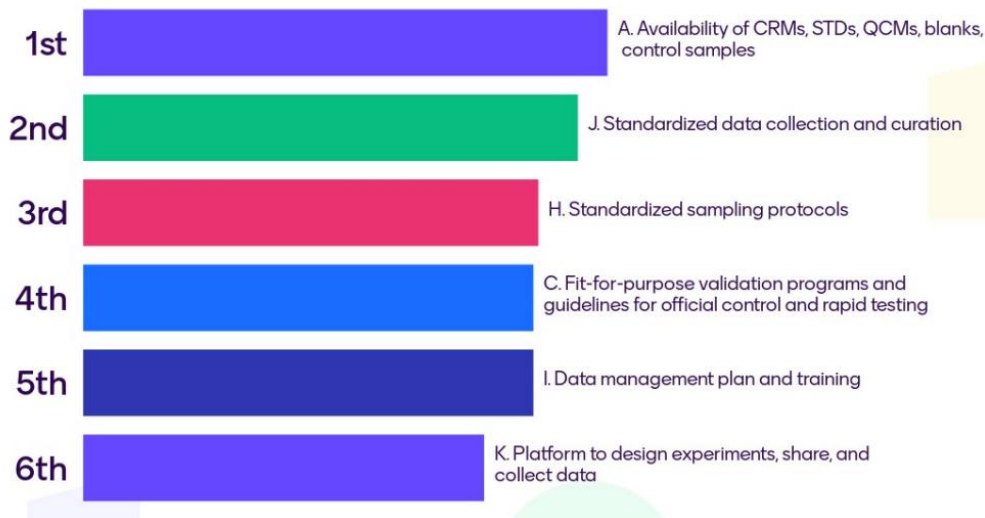 1st
A. Availability of CRMs, STDs, QCMs, blanks,
control samples
2nd
J. Standardized data collection and curation
3rd
H. Standardized sampling protocols
4th
C. Fit-for-purpose validation programs and
guidelines for official control and rapid testing
5th
I. Data management plan and training
6th
K. Platform to design experiments, share, and
collect data